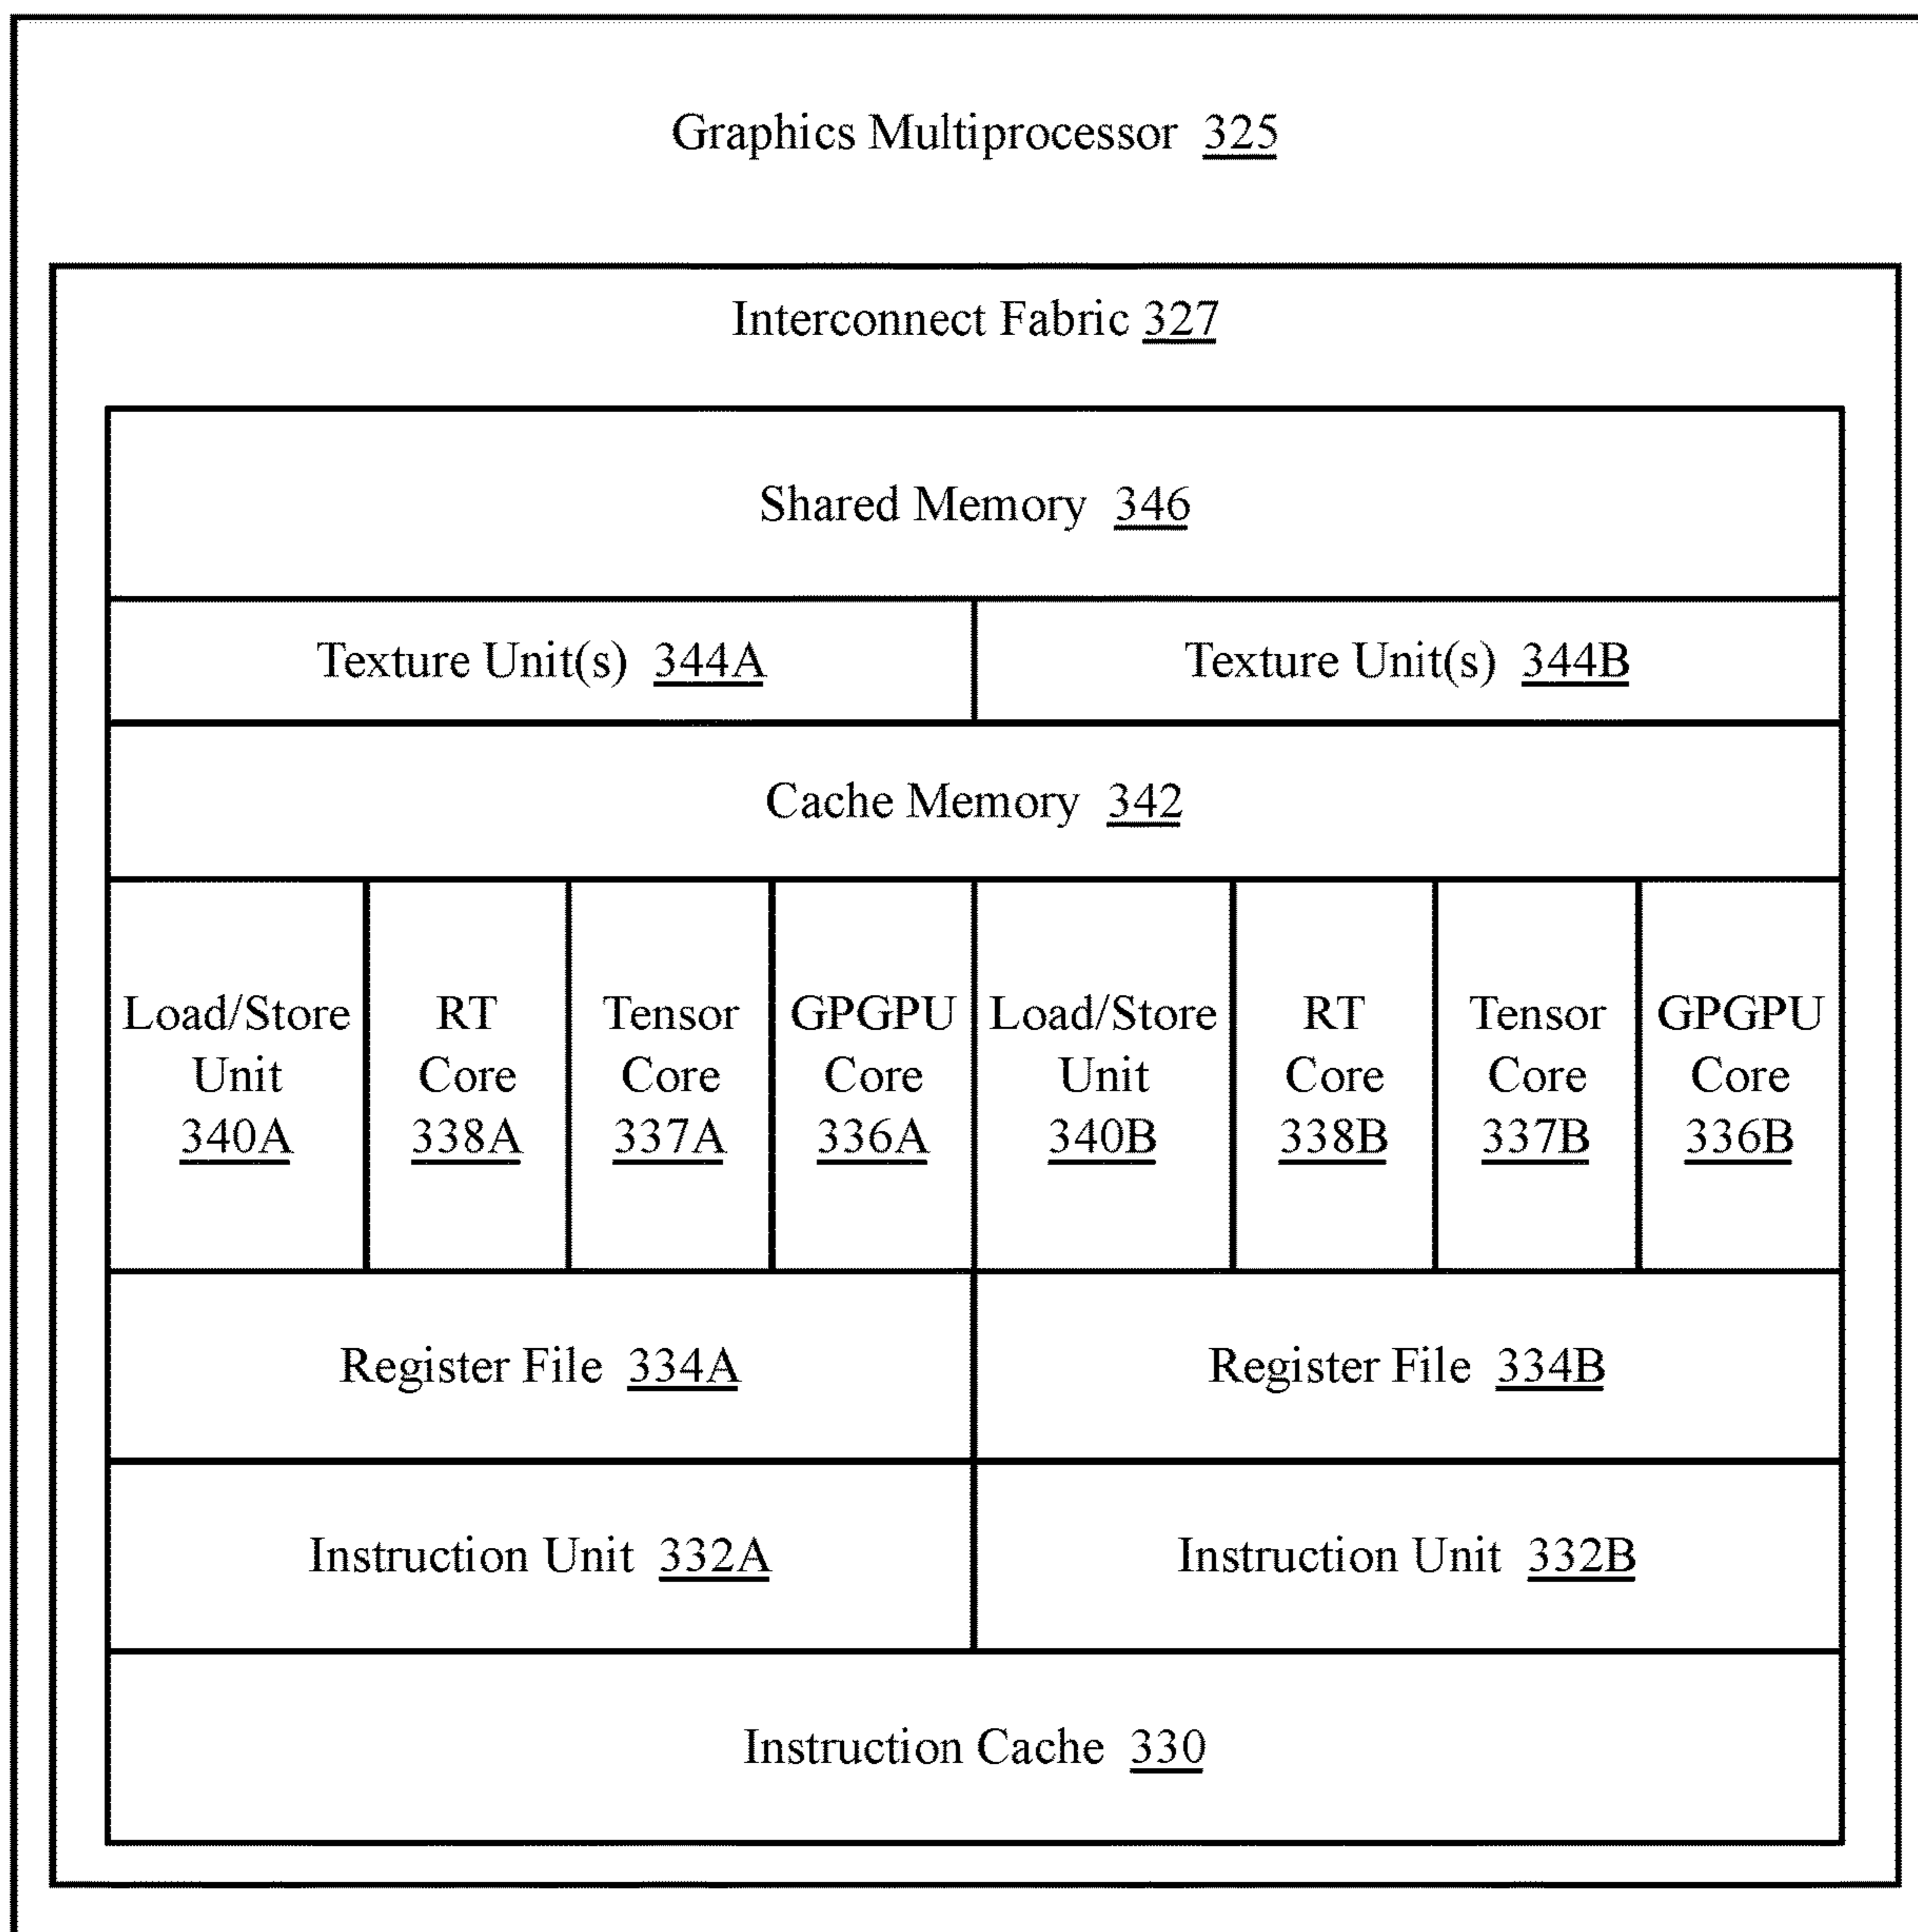 Graphics Multiprocessor 325
Interconnect Fabric 327
Shared Memory 346
Texture Unit(s) 344A
Texture Unit(s) 344B
Cache Memory 342
Load/Store
Unit
340A
RT
Core
338A
Tensor
Core
337A
GPGPU
Core
336A
Load/Store
Unit
340B
RT
Core
338B
Tensor
Core
337B
GPGPU
Core
336B
Register File 334A
Register File 334B
Instruction Unit 332A
Instruction Unit 332B
Instruction Cache 330